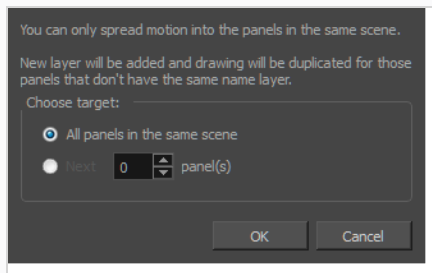 You can only spread motion into the panels in the same scene.
New layer will be added and drawing will be duplicated for those
panels that don't have the same name layer.
Choose target:
All panels in the same scene
Next 0 panel(s)
OK Cancel